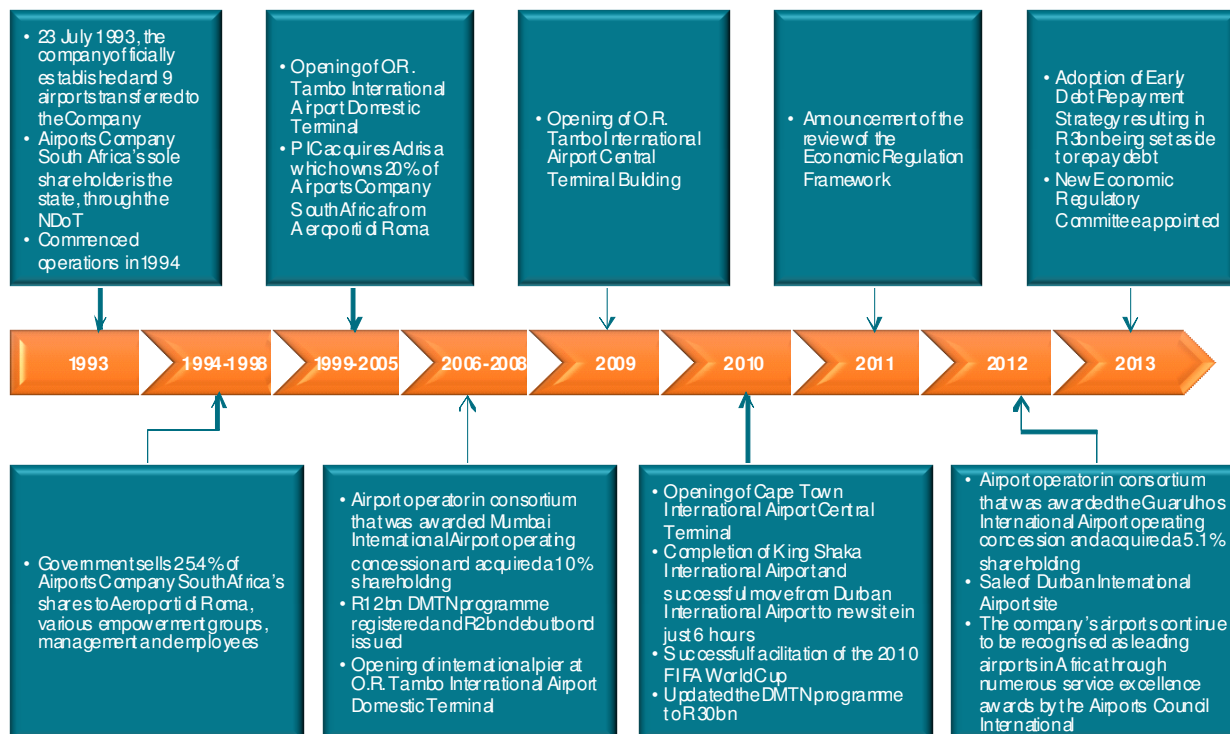 • 23 July 1993, the
company officially
established and 9
airports transferred to
the Company
• Airports Company
South Africa's sole
shareholder is the
state, through the
NDoT
• Commenced
operations in 1994
• Opening of O.R.
Tambo International
Airport Domestic
Terminal
• PIC acquires Adrisa
which owns 20% of
Airports Company
South Africa from
Aeroporti di Roma
• Opening of O.R.
Tambo International
Airport Central
Terminal Building
• Announcement of the
review of the
Economic Regulation
Framework
• Adoption of Early
Debt Repayment
Strategy resulting in
R3bn being set aside
to repay debt
• New Economic
Regulatory
Committee appointed
1993
1994-1998
1999-2005
2006-2008
2009
2010
2011
2012
2013
• Government sells 25.4% of
Airports Company South Africa's
shares to Aeroporti di Roma,
various empowerment groups,
management and employees
• Airport operator in consortium
that was awarded Mumbai
International Airport operating
concession and acquired a 10%
shareholding
• R12bn DMTN programme
registered and R2bn debut bond
issued
• Opening of international pier at
O.R. Tambo International Airport
Domestic Terminal
• Opening of Cape Town
International Airport Central
Terminal
• Completion of King Shaka
International Airport and
successful move from Durban
International Airport to new site in
just 6 hours
• Successful facilitation of the 2010
FIFA World Cup
• Updated the DMTN programme
to R30bn
• Airport operator in consortium
that was awarded the Guarulhos
International Airport operating
concession and acquired a 5.1%
shareholding
• Sale of Durban International
Airport site
• The company's airports continue
to be recognised as leading
airports in Africa through
numerous service excellence
awards by the Airports Council
International